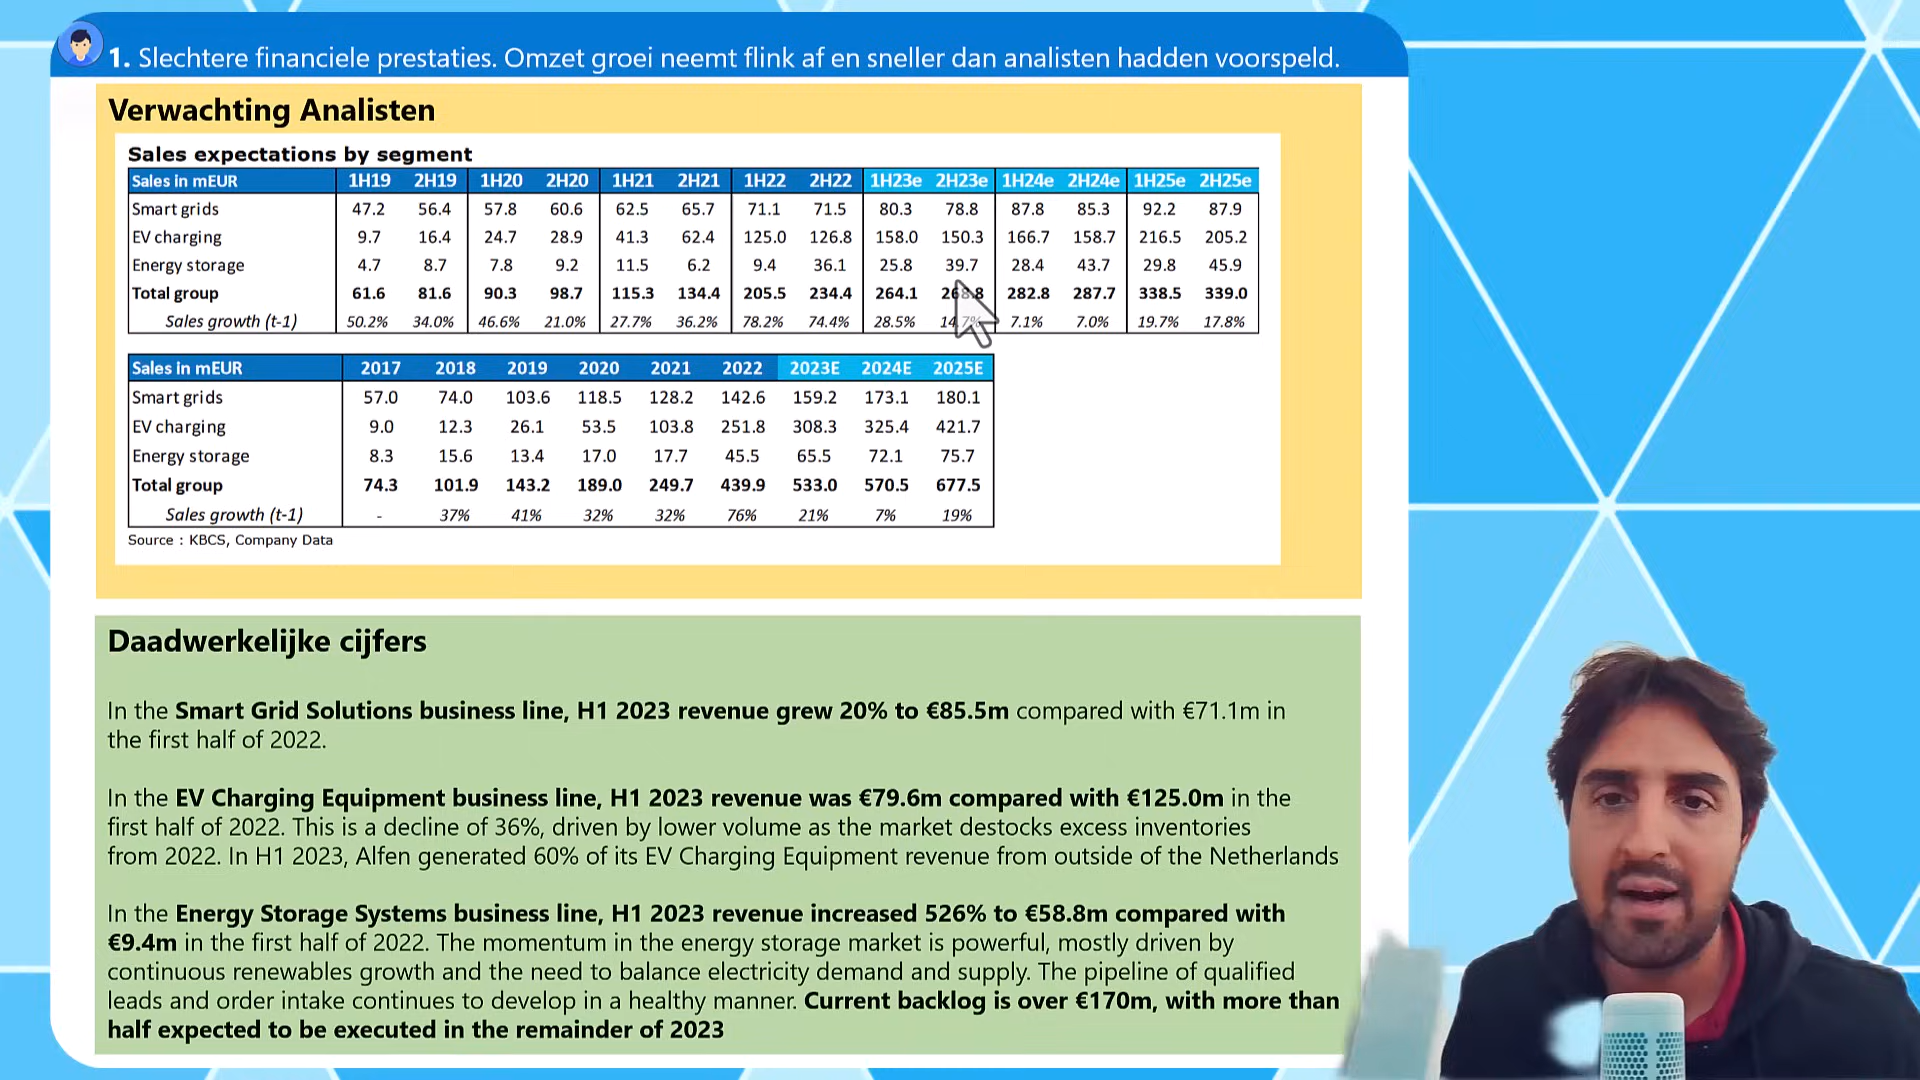 1. Slechtere financiele prestaties. Omzet groei neemt flink af en sneller dan analisten hadden voorspeld.
Verwachting Analisten
Sales expectations by segment
Sales in mEUR 1H19 2H19 1H20 2H20 1H21 2H21 1H22 2H22 1H23e 2H23e 1H24e 2H24e 1H25e 2H25e
Smart grids 47.2 56.4 57.8 60.6 62.5 65.7 71.1 71.5 80.3 78.8 87.8 85.3 92.2 87.9
EV charging 9.7 16.4 24.7 28.9 41.3 62.4 125.0 126.8 158.0 150.3 166.7 158.7 216.5 205.2
Energy storage 4.7 8.7 7.8 9.2 11.5 6.2 9.4 36.1 25.8 39.7 28.4 43.7 29.8 45.9
Total group 61.6 81.6 90.3 98.7 115.3 134.4 205.5 234.4 264.1 268.8 282.8 287.7 338.5 339.0
Sales growth (t-1) 50.2% 34.0% 46.6% 21.0% 27.7% 36.2% 78.2% 74.4% 28.5% 14.7% 7.1% 7.0% 19.7% 17.8%
Sales in mEUR 2017 2018 2019 2020 2021 2022 2023E 2024E 2025E
Smart grids 57.0 74.0 103.6 118.5 128.2 142.6 159.2 173.1 180.1
EV charging 9.0 12.3 26.1 53.5 103.8 251.8 308.3 325.4 421.7
Energy storage 8.3 15.6 13.4 17.0 17.7 45.5 65.5 72.1 75.7
Total group 74.3 101.9 143.2 189.0 249.7 439.9 533.0 570.5 677.5
Sales growth (t-1) - 37% 41% 32% 32% 76% 21% 7% 19%
Source : KBCS, Company Data
Daadwerkelijke cijfers
In the Smart Grid Solutions business line, H1 2023 revenue grew 20% to €85.5m compared with €71.1m in
the first half of 2022.
In the EV Charging Equipment business line, H1 2023 revenue was €79.6m compared with €125.0m in the
first half of 2022. This is a decline of 36%, driven by lower volume as the market destocks excess inventories
from 2022. In H1 2023, Alfen generated 60% of its EV Charging Equipment revenue from outside of the Netherlands
In the Energy Storage Systems business line, H1 2023 revenue increased 526% to €58.8m compared with
€9.4m in the first half of 2022. The momentum in the energy storage market is powerful, mostly driven by
continuous renewables growth and the need to balance electricity demand and supply. The pipeline of qualified
leads and order intake continues to develop in a healthy manner. Current backlog is over €170m, with more than
half expected to be executed in the remainder of 2023